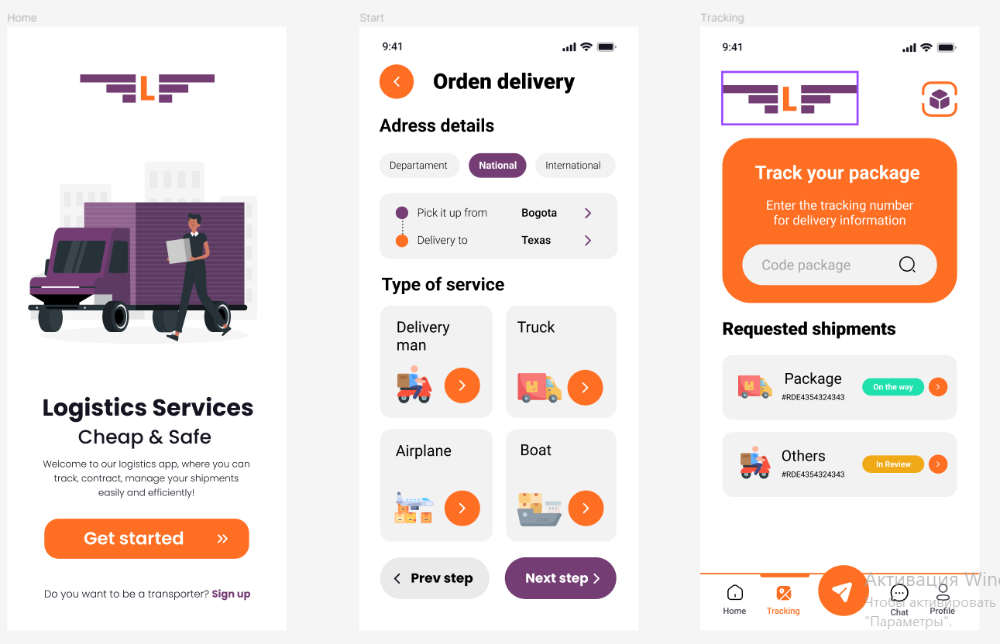 Home
L
Logistics Services
Cheap & Safe
Welcome to our logistics app, where you can
track, contract, manage your shipments
easily and efficiently!
Get started
Do you want to be a transporter? Sign up
Start
9:41
Orden delivery
Adress details
Departament National International
Pick it up from Bogota
Delivery to Texas
Type of service
Delivery
man
Truck
Airplane
Boat
Prev step
Next step
Tracking
9:41
L
Track your package
Enter the tracking number
for delivery information
Code package
Requested shipments
Package
#RDE4354324343
On the way
Others
#RDE4354324343
In Review
Home
Tracking
Chat
Profile
Активация Wind
Чтобы активировать
"Параметры".